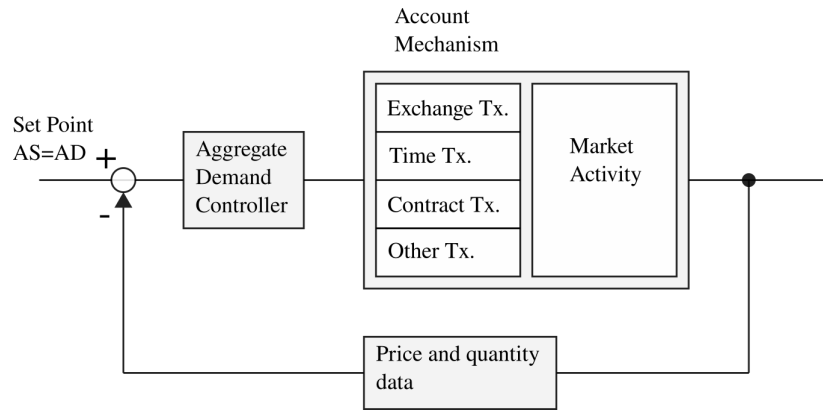 Account
Mechanism
Set Point
AS=AD
+
-
Aggregate
Demand
Controller
Exchange Tx.
Time Tx.
Contract Tx.
Other Tx.
Market
Activity
Price and quantity
data